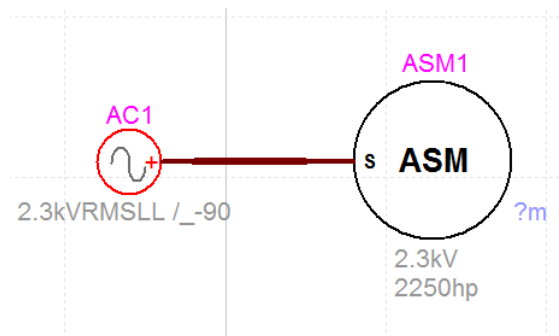 ASM1
AC1
+
S
ASM
2.3kVRMSLL /_-90
?m
2.3kV
2250hp